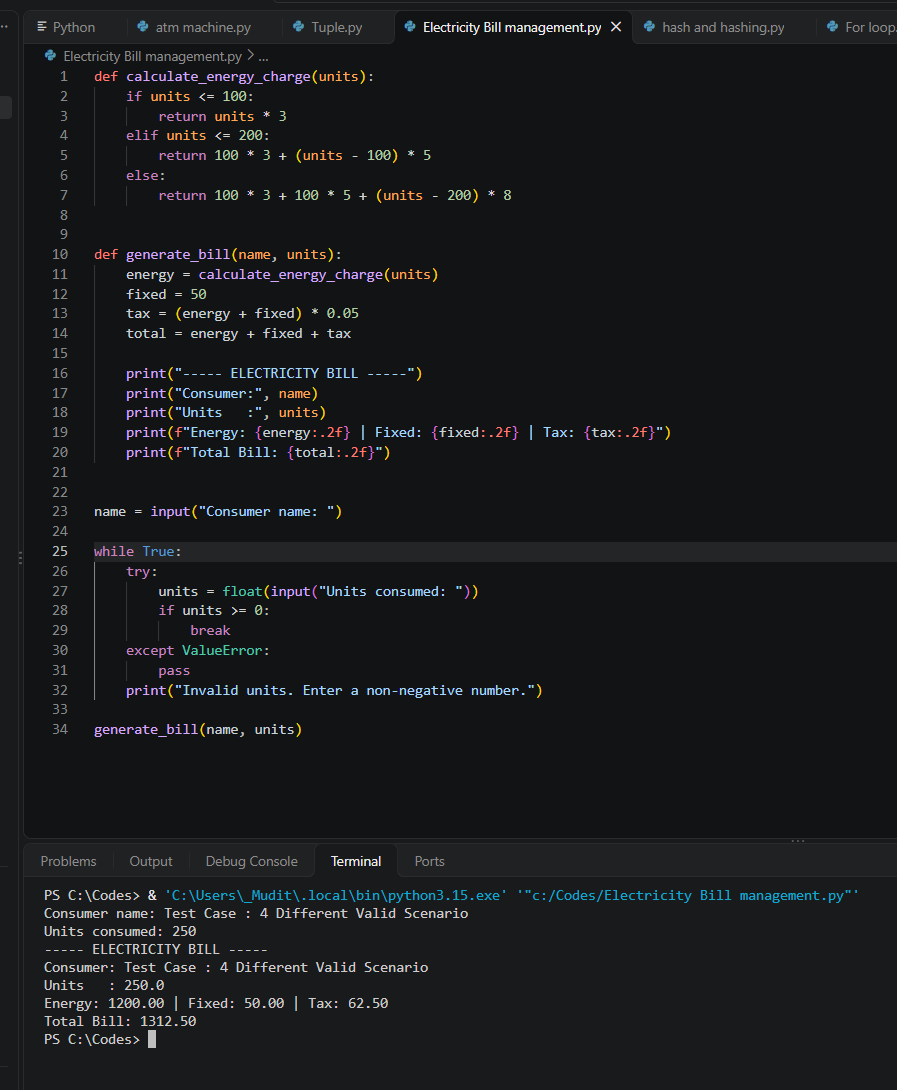 Python
atm machine.py
Tuple.py
Electricity Bill management.py
hash and hashing.py
For loop.
Electricity Bill management.py > ...
1 def calculate_energy_charge(units):
2     if units <= 100:
3         return units * 3
4     elif units <= 200:
5         return 100 * 3 + (units - 100) * 5
6     else:
7         return 100 * 3 + 100 * 5 + (units - 200) * 8
8
9
10 def generate_bill(name, units):
11     energy = calculate_energy_charge(units)
12     fixed = 50
13     tax = (energy + fixed) * 0.05
14     total = energy + fixed + tax
15
16     print("----- ELECTRICITY BILL -----")
17     print("Consumer:", name)
18     print("Units   :", units)
19     print(f"Energy: {energy:.2f} | Fixed: {fixed:.2f} | Tax: {tax:.2f}")
20     print(f"Total Bill: {total:.2f}")
21
22
23 name = input("Consumer name: ")
24
25 while True:
26     try:
27         units = float(input("Units consumed: "))
28         if units >= 0:
29             break
30     except ValueError:
31         pass
32     print("Invalid units. Enter a non-negative number.")
33
34 generate_bill(name, units)
Problems
Output
Debug Console
Terminal
Ports
PS C:\Codes> & 'C:\Users\_Mudit\.local\bin\python3.15.exe' '"c:/Codes/Electricity Bill management.py"'
Consumer name: Test Case : 4 Different Valid Scenario
Units consumed: 250
----- ELECTRICITY BILL -----
Consumer: Test Case : 4 Different Valid Scenario
Units   : 250.0
Energy: 1200.00 | Fixed: 50.00 | Tax: 62.50
Total Bill: 1312.50
PS C:\Codes>